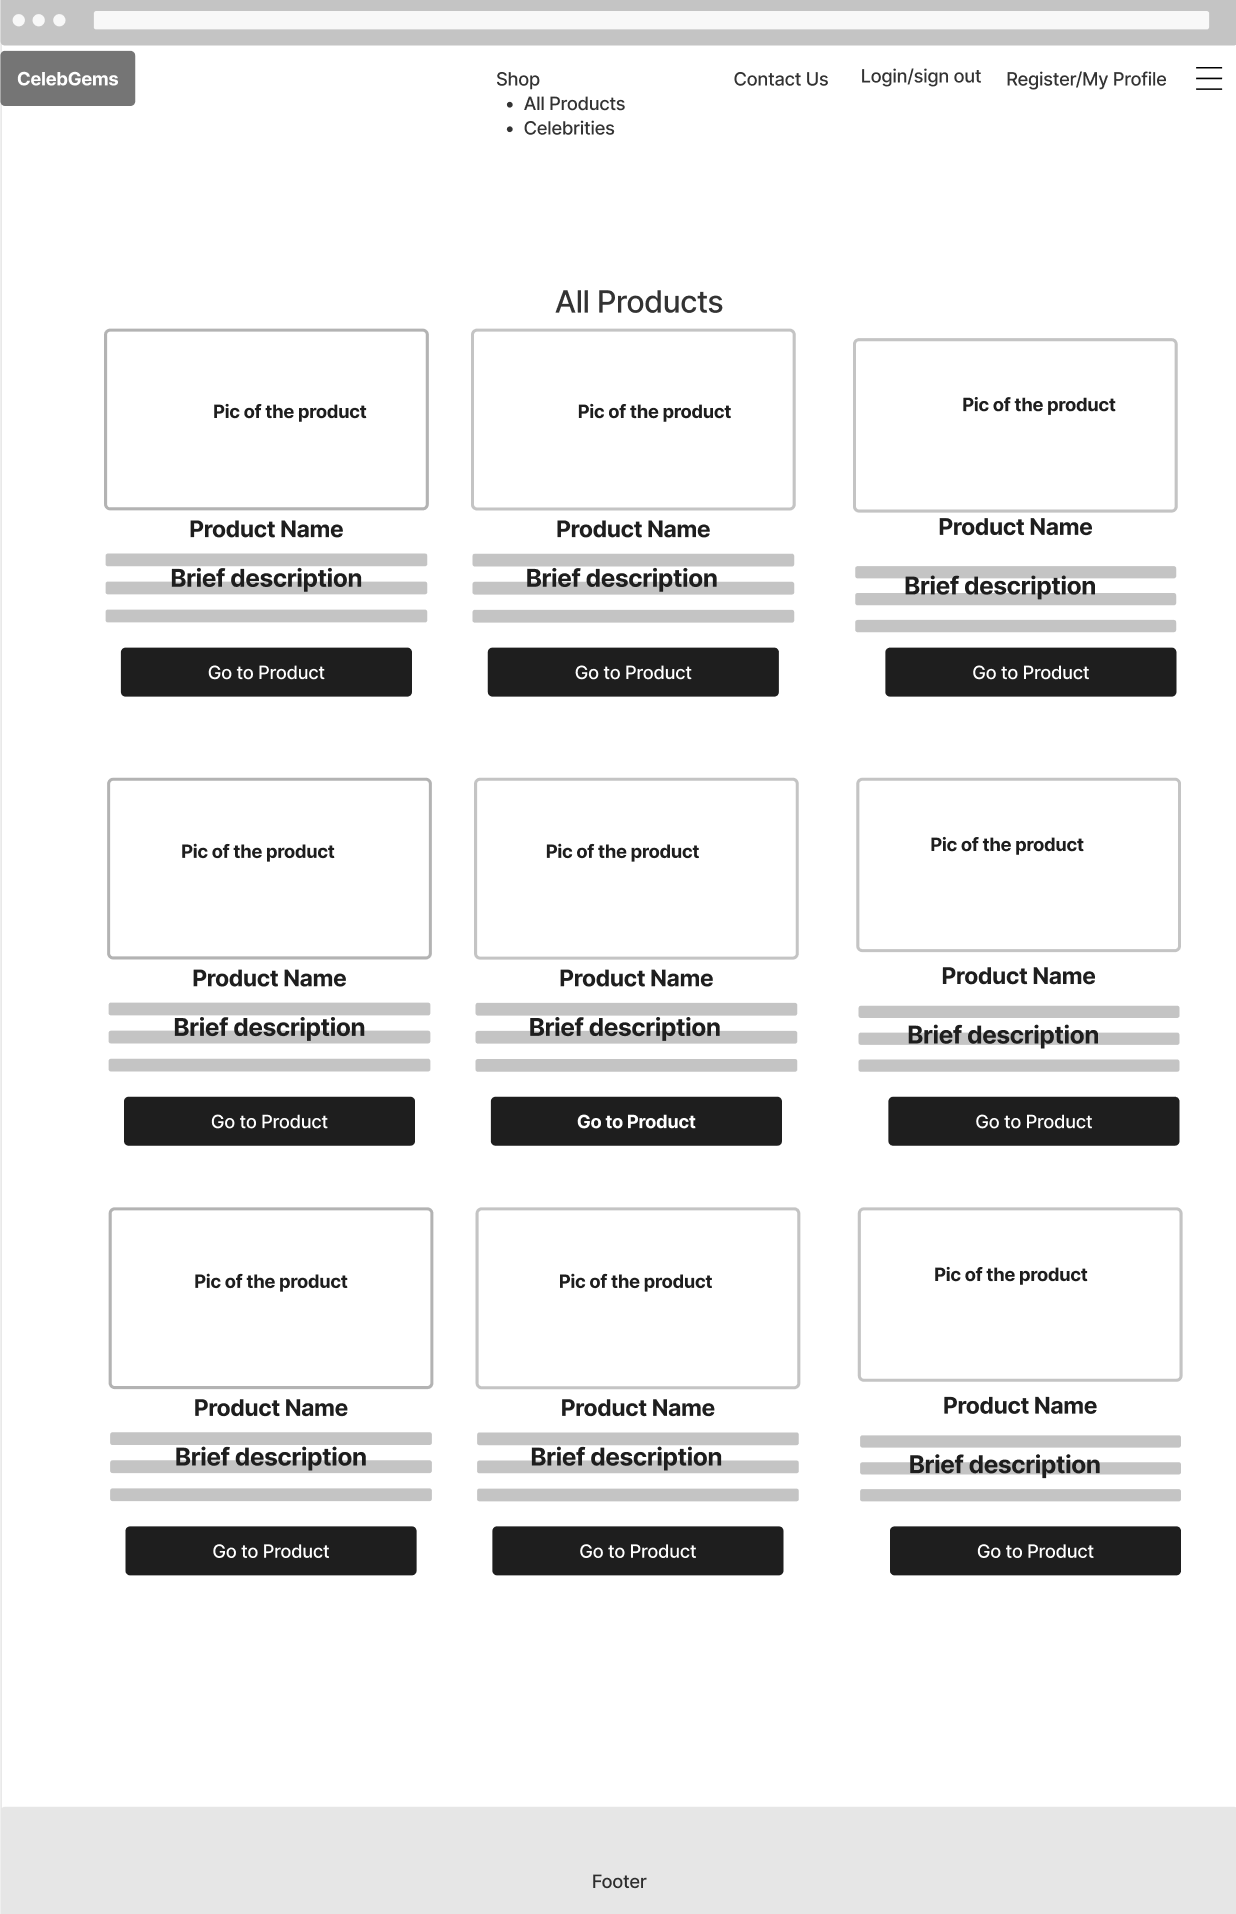 CelebGems
Shop
• All Products
• Celebrities
Contact Us
Login/sign out
Register/My Profile
All Products
Pic of the product
Pic of the product
Pic of the product
Product Name
Product Name
Product Name
Brief description
Brief description
Brief description
Go to Product
Go to Product
Go to Product
Pic of the product
Pic of the product
Pic of the product
Product Name
Product Name
Product Name
Brief description
Brief description
Brief description
Go to Product
Go to Product
Go to Product
Pic of the product
Pic of the product
Pic of the product
Product Name
Product Name
Product Name
Brief description
Brief description
Brief description
Go to Product
Go to Product
Go to Product
Footer